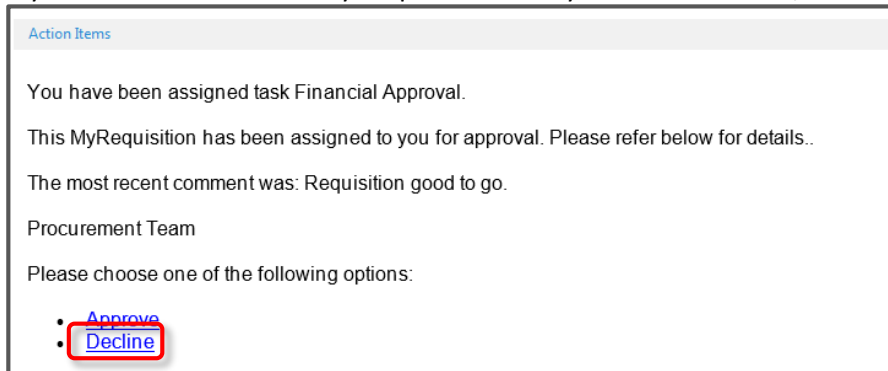 Action Items
You have been assigned task Financial Approval.
This MyRequisition has been assigned to you for approval. Please refer below for details..
The most recent comment was: Requisition good to go.
Procurement Team
Please choose one of the following options:
• Approve
• Decline